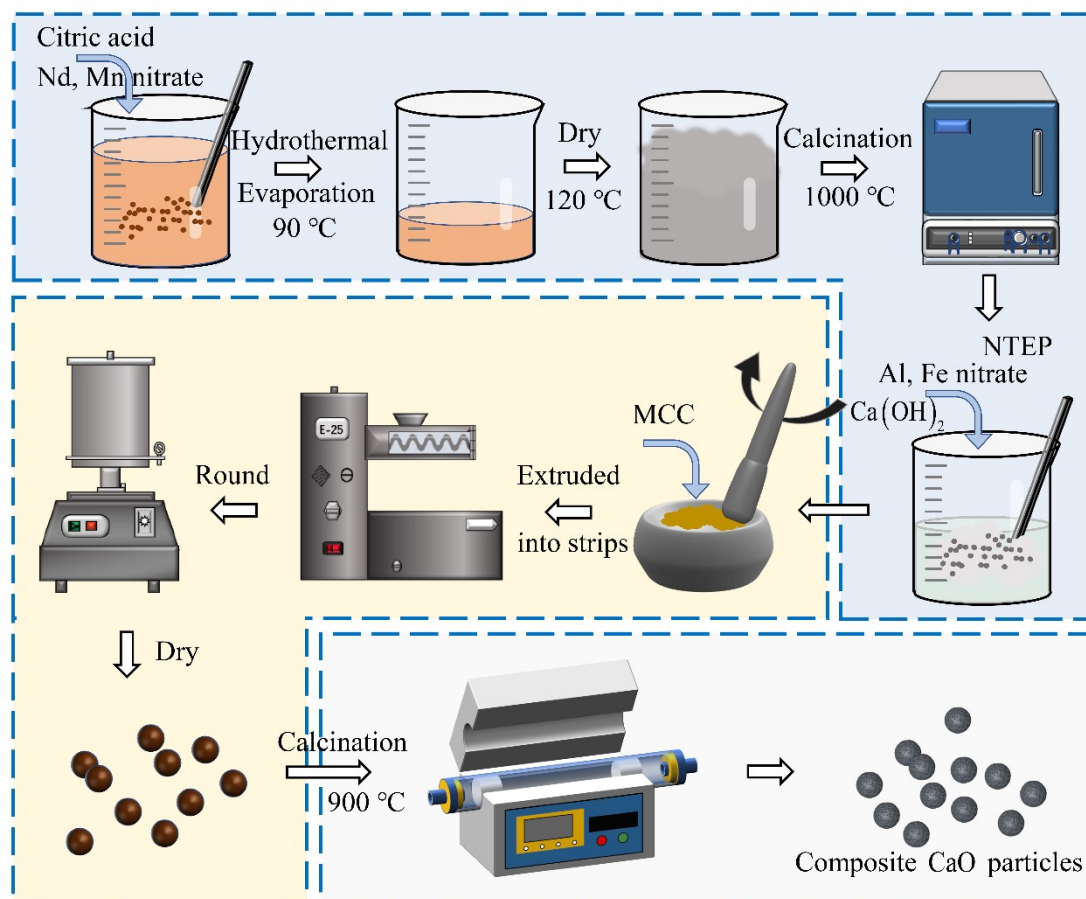 Citric acid
Nd, Mn nitrate
Hydrothermal
Evaporation
90 °C
Dry
120 °C
Calcination
1000 °C
NTEP
Al, Fe nitrate
Ca(OH)₂
MCC
Extruded
into strips
E-25
Round
Dry
Calcination
900 °C
Composite CaO particles